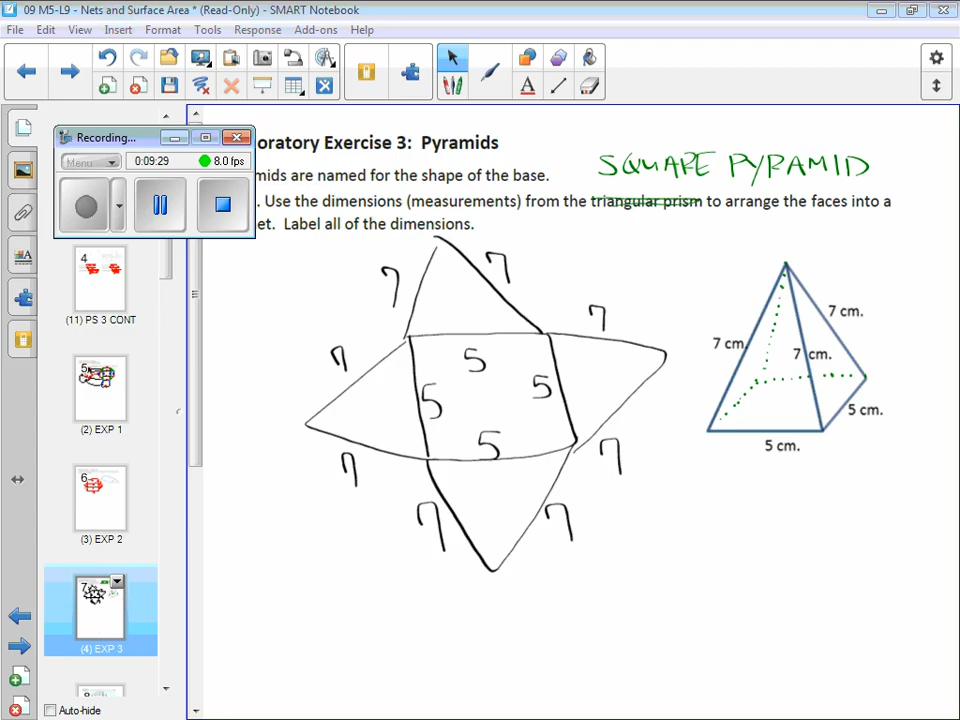 09 M5-L9 - Nets and Surface Area * (Read-Only) - SMART Notebook
File Edit View Insert Format Tools Response Add-ons Help
Recording...
Menu 0:09:29 8.0 fps
oratory Exercise 3: Pyramids
SQUARE PYRAMID
mids are named for the shape of the base.
. Use the dimensions (measurements) from the triangular prism to arrange the faces into a
et. Label all of the dimensions.
7 7
7 7
5
5 5
5
7 7
7 7
7 cm.
7 cm. 7 cm.
5 cm.
5 cm.
4
(11) PS 3 CONT
5
(2) EXP 1
6
(3) EXP 2
7
(4) EXP 3
Auto-hide